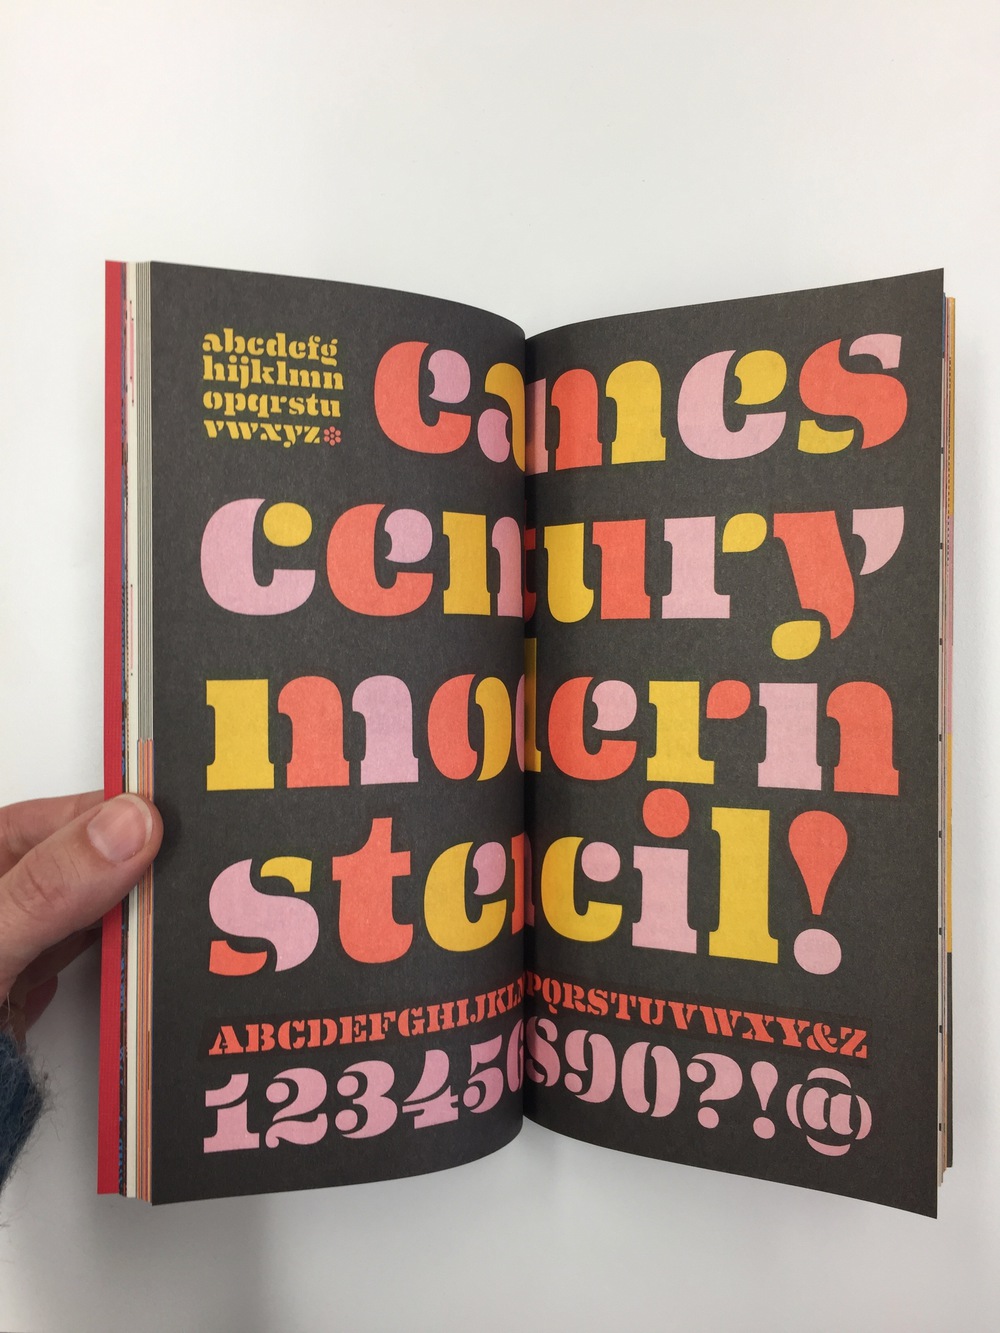 abcdefg
hijklmn
opqrstu
vwxyz
eames
century
modern
stencil!
ABCDEFGHIJKL PQRSTUVWXY&Z
123456 890?!@